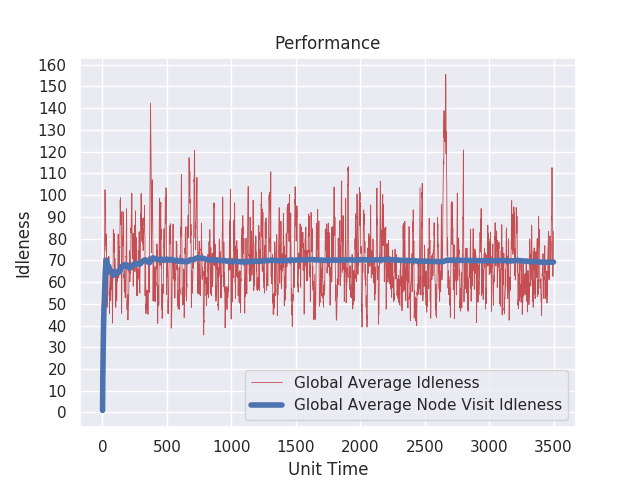 Performance
Idleness
160
150
140
130
120
110
100
90
80
70
60
50
40
30
20
10
0
Global Average Idleness
Global Average Node Visit Idleness
0 500 1000 1500 2000 2500 3000 3500
Unit Time